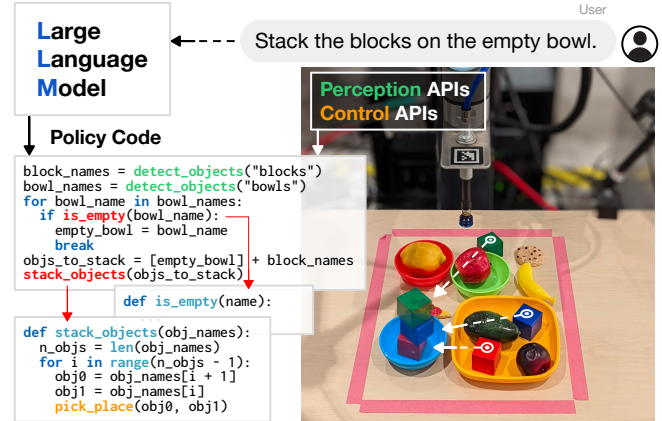 User
Stack the blocks on the empty bowl.
Large
Language
Model
Perception APIs
Control APIs
Policy Code
block_names = detect_objects("blocks")
bowl_names = detect_objects("bowls")
for bowl_name in bowl_names:
  if is_empty(bowl_name):
    empty_bowl = bowl_name
    break
objs_to_stack = [empty_bowl] + block_names
stack_objects(objs_to_stack)
def is_empty(name):
...
def stack_objects(obj_names):
  n_objs = len(obj_names)
  for i in range(n_objs - 1):
    obj0 = obj_names[i + 1]
    obj1 = obj_names[i]
    pick_place(obj0, obj1)